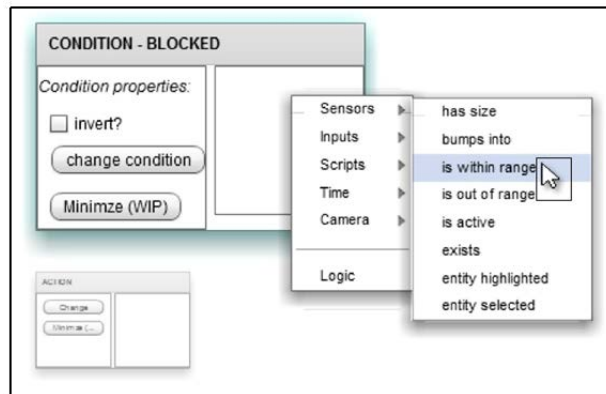 CONDITION - BLOCKED
Condition properties:
invert?
change condition
Minimze (WIP)
Sensors
Inputs
Scripts
Time
Camera
Logic
has size
bumps into
is within range
is out of range
is active
exists
entity highlighted
entity selected
ACTION
Change
Minimze (...